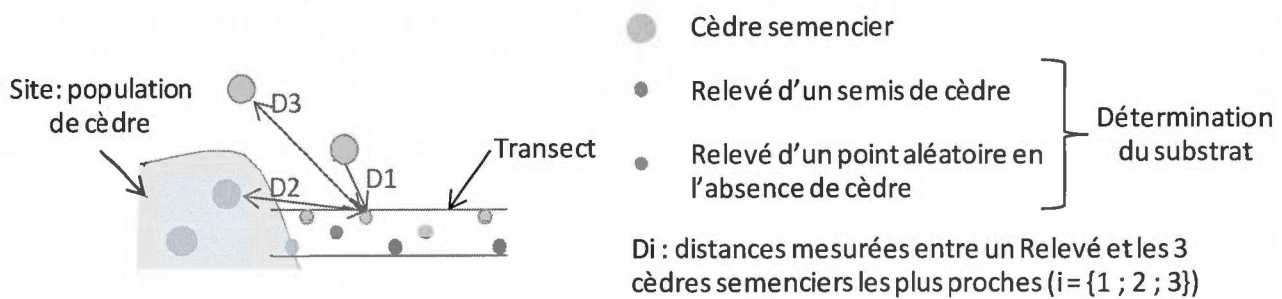 Site: population
de cèdre
D3
D1
D2
Transect
Cèdre semencier
Relevé d'un semis de cèdre
Relevé d'un point aléatoire en
l'absence de cèdre
Détermination
du substrat
Di : distances mesurées entre un Relevé et les 3
cèdres semenciers les plus proches (i = {1 ; 2 ; 3})